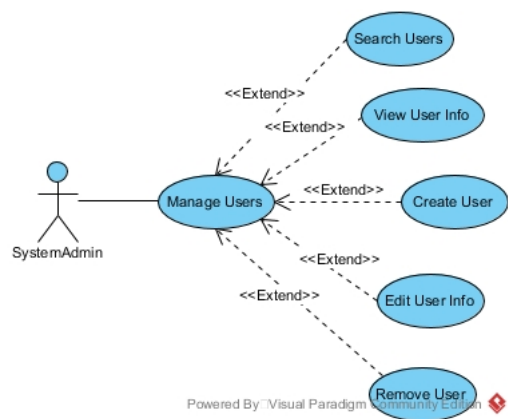 Search Users
<<Extend>>
View User Info
<<Extend>>
<<Extend>>
Create User
Manage Users
SystemAdmin
<<Extend>>
Edit User Info
<<Extend>>
Remove User
Powered By Visual Paradigm Community Edition